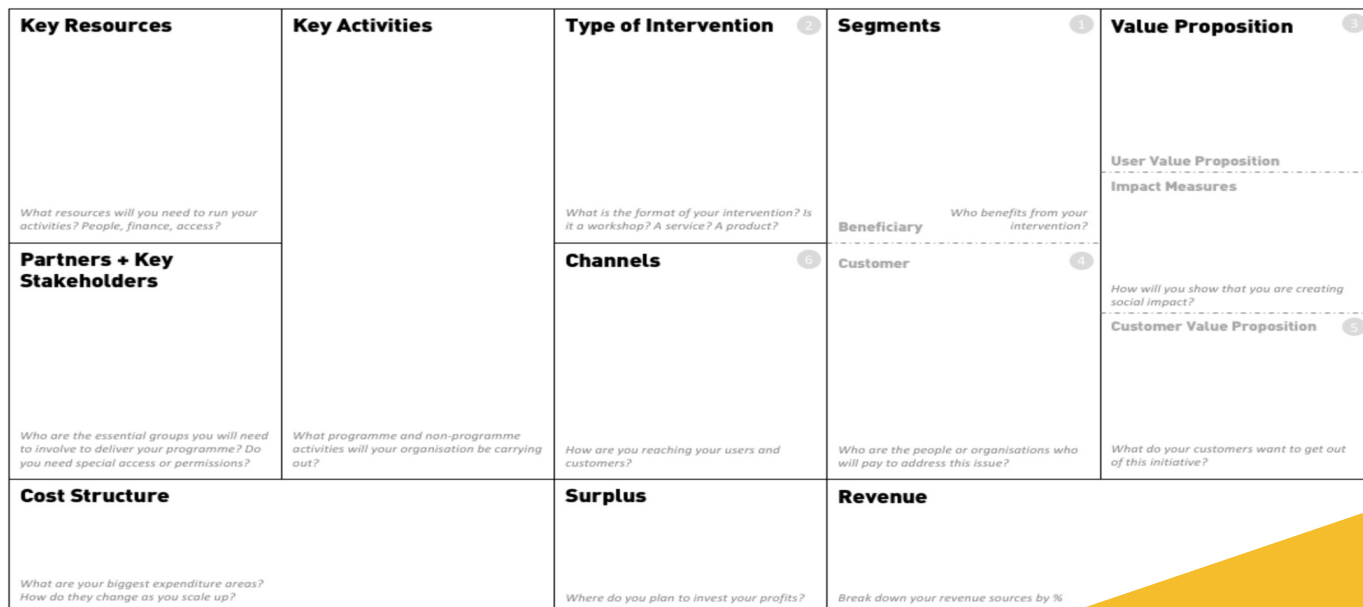 Key Resources
What resources will you need to run your
activities? People, finance, access?
Key Activities
What programme and non-programme
activities will your organisation be carrying
out?
Type of Intervention
2
What is the format of your intervention? Is
it a workshop? A service? A product?
Segments
1
Beneficiary
Who benefits from your
intervention?
Value Proposition
3
User Value Proposition
Impact Measures
How will you show that you are creating
social impact?
Partners + Key
Stakeholders
Who are the essential groups you will need
to involve to deliver your programme? Do
you need special access or permissions?
Channels
6
How are you reaching your users and
customers?
Customer
4
Who are the people or organisations who
will pay to address this issue?
Customer Value Proposition
5
What do your customers want to get out
of this initiative?
Cost Structure
What are your biggest expenditure areas?
How do they change as you scale up?
Surplus
Where do you plan to invest your profits?
Revenue
Break down your revenue sources by %